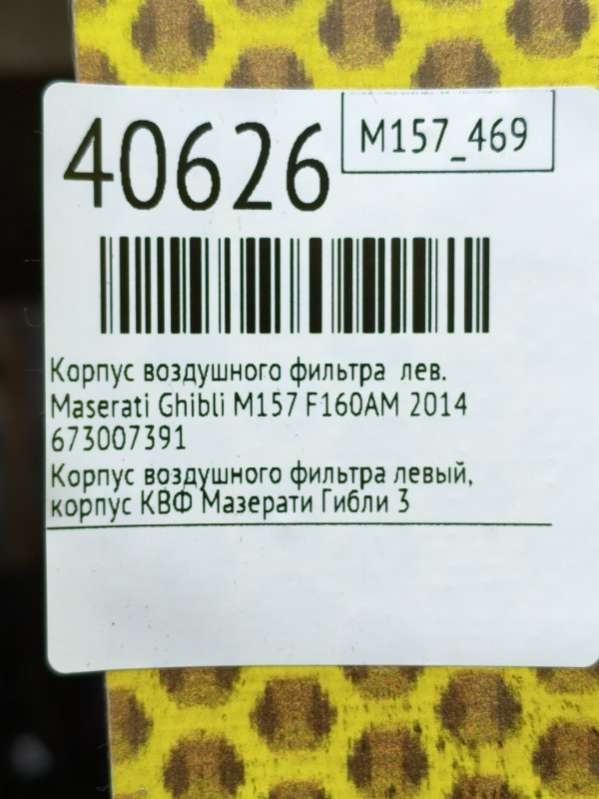 40626
M157_469
Корпус воздушного фильтра лев.
Maserati Ghibli M157 F160AM 2014
673007391
Корпус воздушного фильтра левый,
корпус КВФ Мазерати Гибли 3